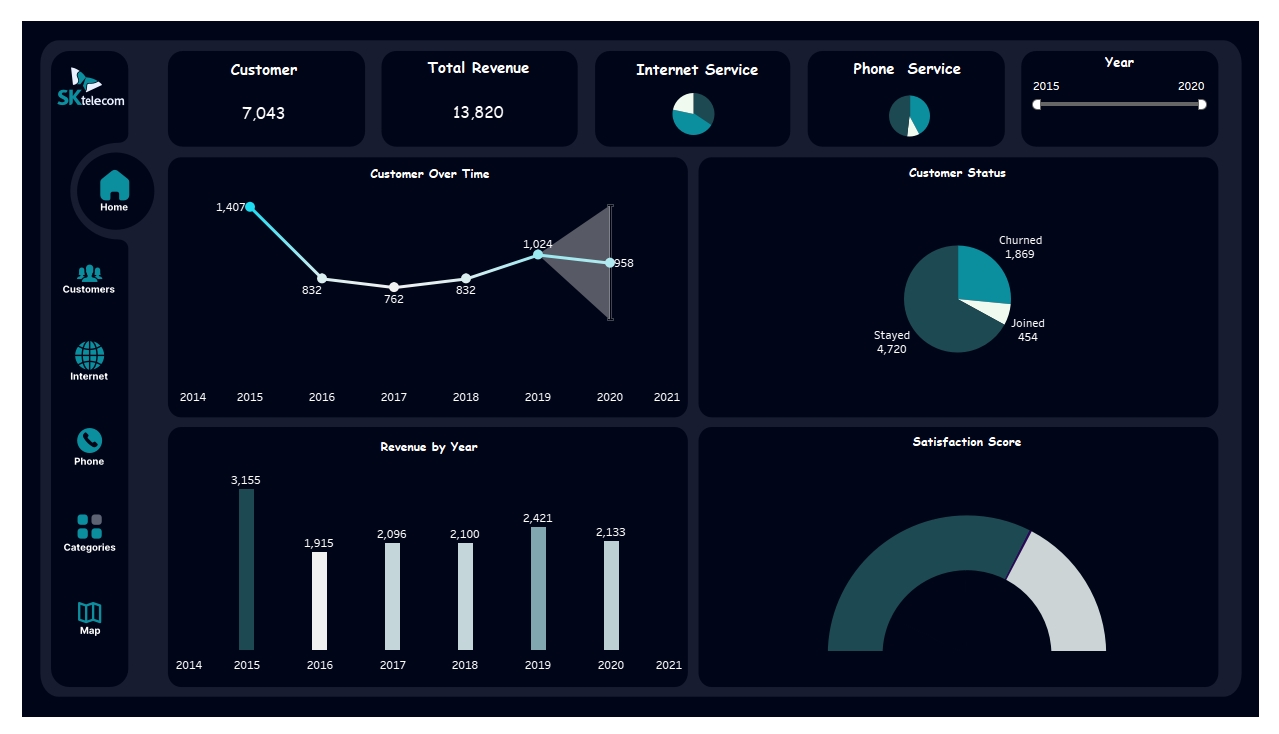 SKtelecom
Customer
7,043
Total Revenue
13,820
Internet Service
Phone Service
Year
2015 2020
Home
Customers
Internet
Phone
Categories
Map
Customer Over Time
1,407
832
762
832
1,024
958
2014 2015 2016 2017 2018 2019 2020 2021
Customer Status
Churned
1,869
Joined
454
Stayed
4,720
Revenue by Year
3,155
1,915
2,096
2,100
2,421
2,133
2014 2015 2016 2017 2018 2019 2020 2021
Satisfaction Score